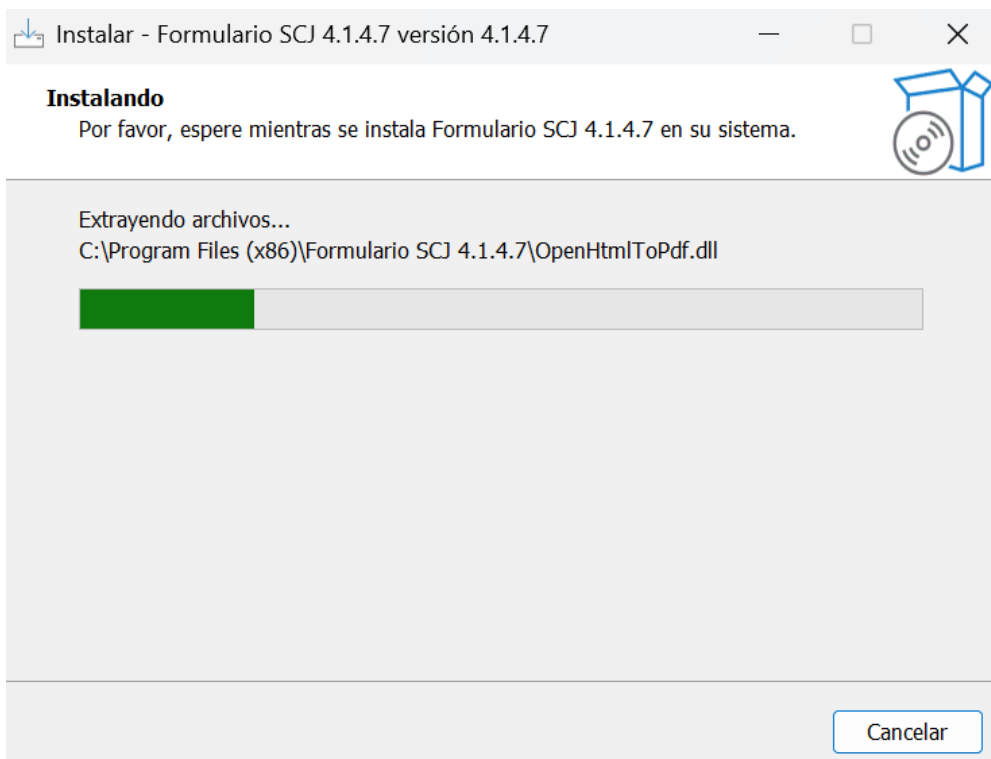 Instalar - Formulario SCJ 4.1.4.7 versión 4.1.4.7
Instalando
Por favor, espere mientras se instala Formulario SCJ 4.1.4.7 en su sistema.
Extrayendo archivos...
C:\Program Files (x86)\Formulario SCJ 4.1.4.7\OpenHtmlToPdf.dll
Cancelar